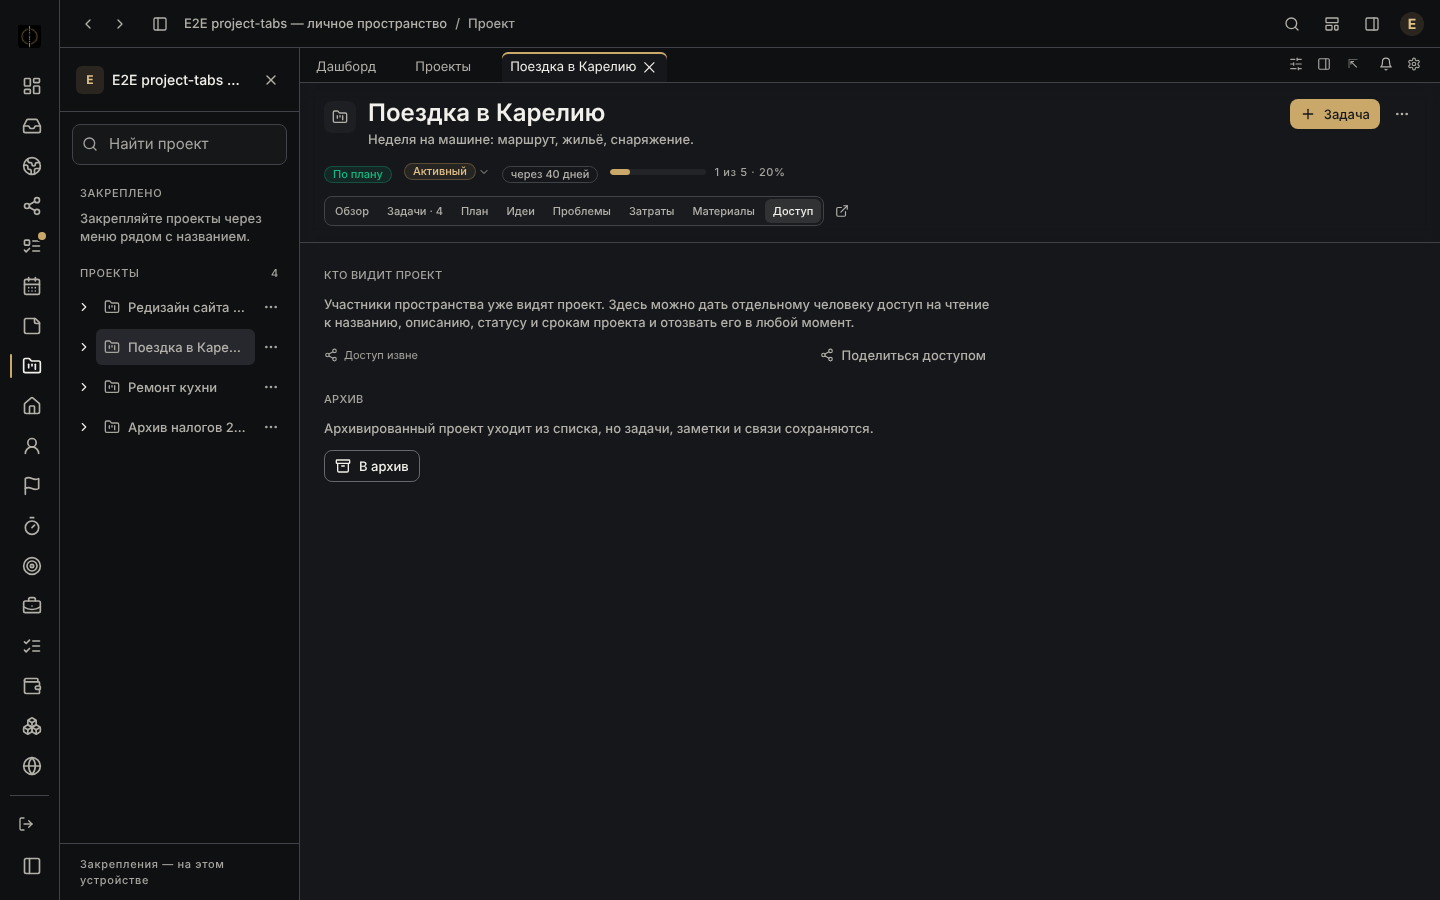 E2E project-tabs — личное пространство / Проект
E
E
E2E project-tabs ...
Найти проект
ЗАКРЕПЛЕНО
Закрепляйте проекты через
меню рядом с названием.
ПРОЕКТЫ 4
Редизайн сайта ...
Поездка в Каре...
Ремонт кухни
Архив налогов 2...
Закрепления — на этом
устройстве
Дашборд Проекты Поездка в Карелию
Поездка в Карелию
Неделя на машине: маршрут, жильё, снаряжение.
Задача
По плану Активный через 40 дней 1 из 5 · 20%
Обзор Задачи · 4 План Идеи Проблемы Затраты Материалы Доступ
КТО ВИДИТ ПРОЕКТ
Участники пространства уже видят проект. Здесь можно дать отдельному человеку доступ на чтение
к названию, описанию, статусу и срокам проекта и отозвать его в любой момент.
Доступ извне Поделиться доступом
АРХИВ
Архивированный проект уходит из списка, но задачи, заметки и связи сохраняются.
В архив